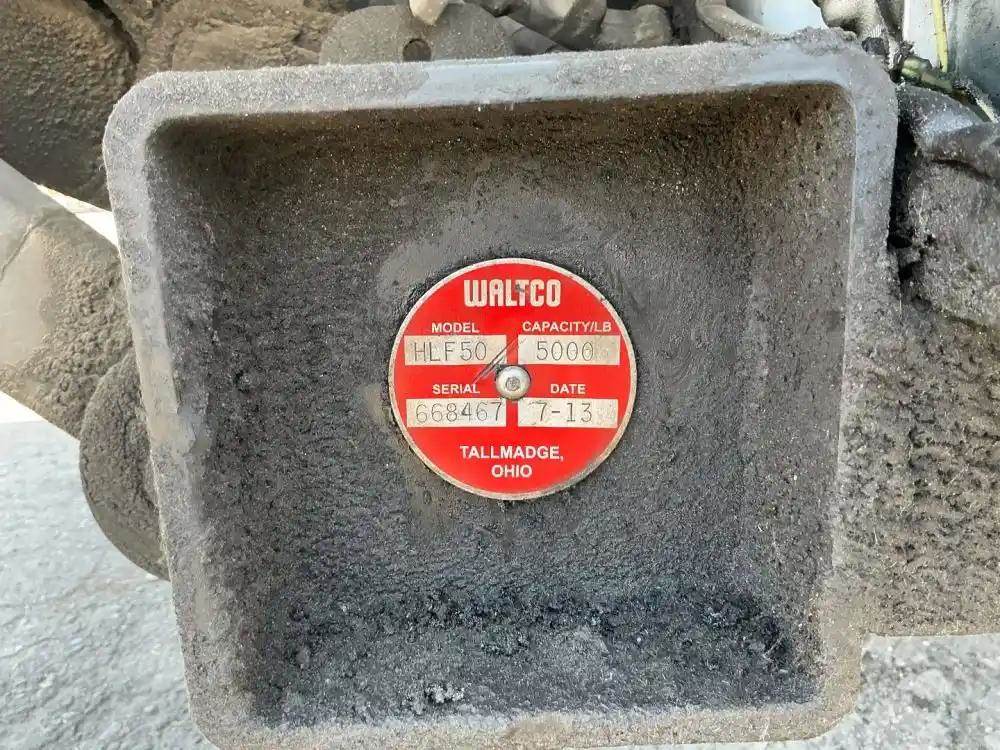 WALTCO
MODEL CAPACITY/LB
HLF50 5000
SERIAL DATE
668467 7-13
TALLMADGE,
OHIO